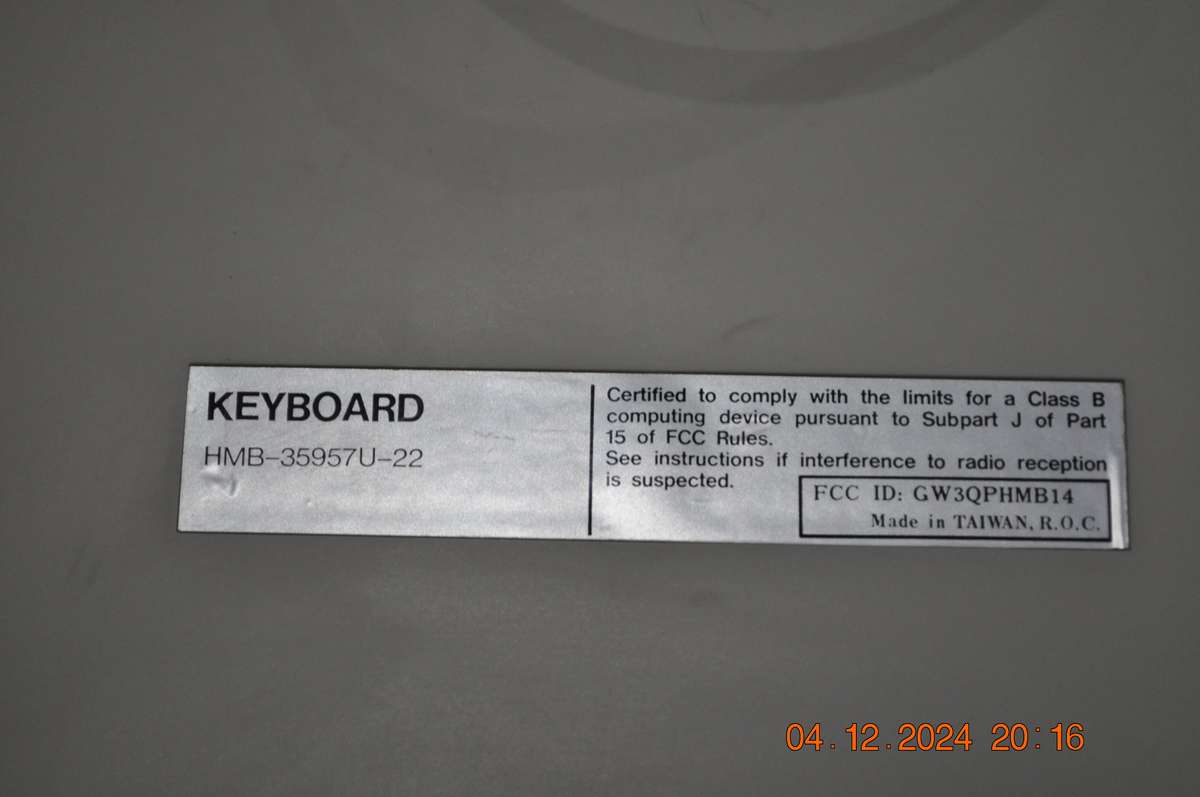 KEYBOARD
HMB-35957U-22
Certified to comply with the limits for a Class B
computing device pursuant to Subpart J of Part
15 of FCC Rules.
See instructions if interference to radio reception
is suspected.
FCC ID: GW3QPHMB14
Made in TAIWAN, R.O.C.
04.12.2024 20:16